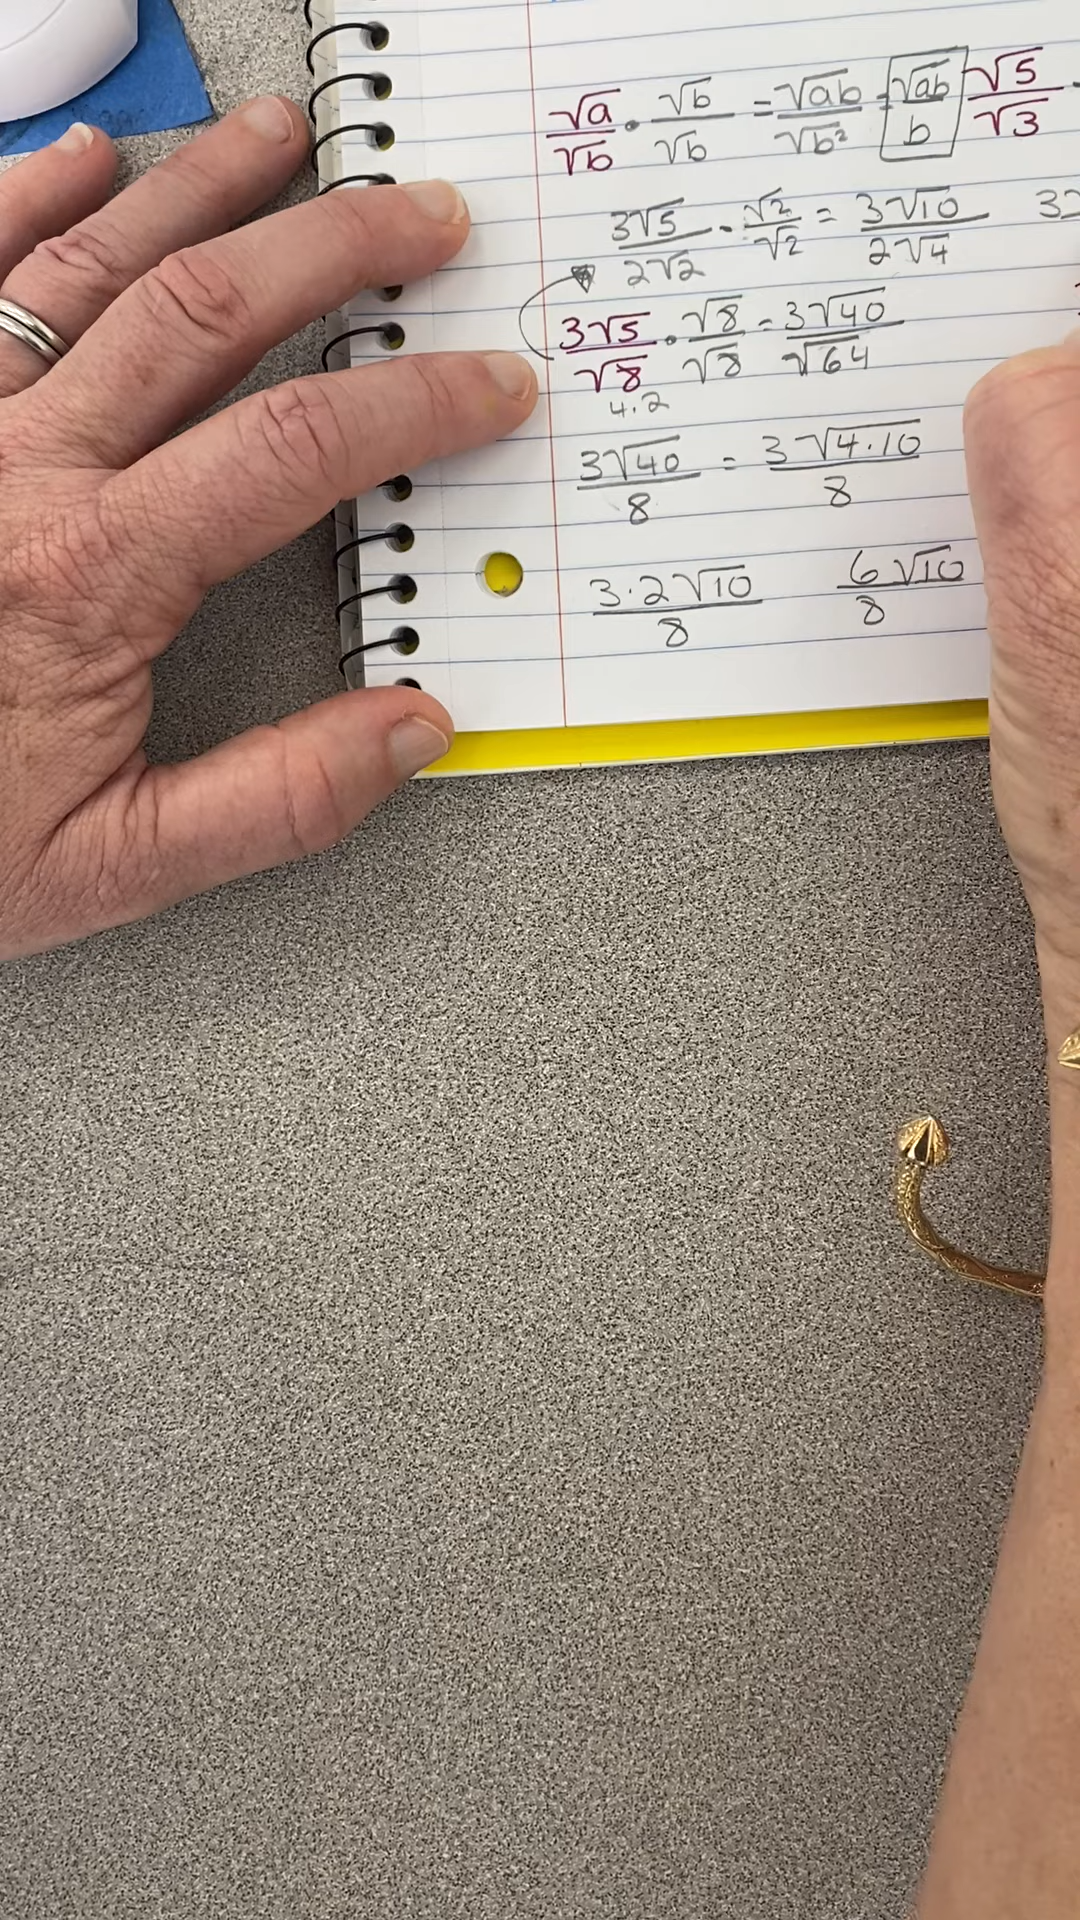 √a/√b · √b/√b = √ab/√b² = √ab/b √5/√3
3√5/2√2 · √2/√2 = 3√10/2√4 3
3√5/√8 · √8/√8 = 3√40/√64
4.2
3√40/8 = 3√4·10/8
3·2√10/8 6√10/8